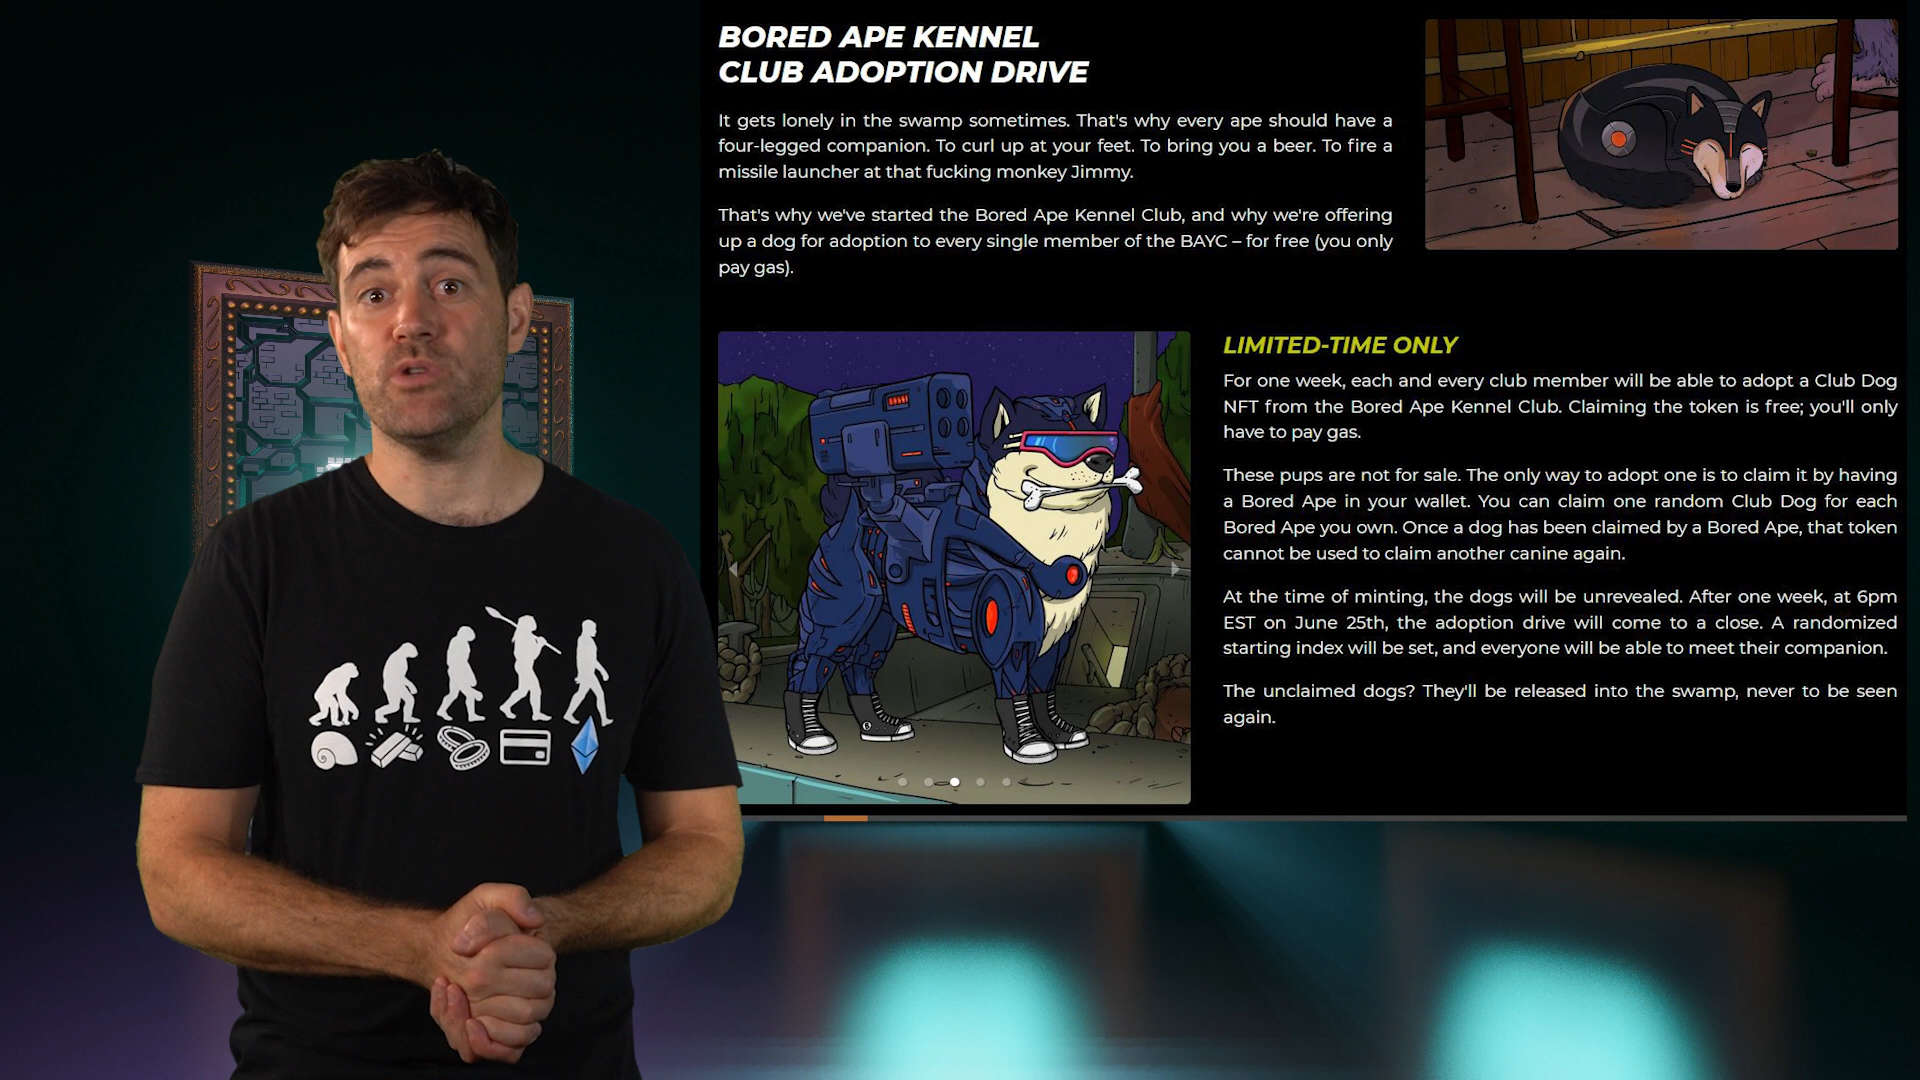 BORED APE KENNEL
CLUB ADOPTION DRIVE
It gets lonely in the swamp sometimes. That's why every ape should have a
four-legged companion. To curl up at your feet. To bring you a beer. To fire a
missile launcher at that fucking monkey Jimmy.
That's why we've started the Bored Ape Kennel Club, and why we're offering
up a dog for adoption to every single member of the BAYC – for free (you only
pay gas).
LIMITED-TIME ONLY
For one week, each and every club member will be able to adopt a Club Dog
NFT from the Bored Ape Kennel Club. Claiming the token is free; you'll only
have to pay gas.
These pups are not for sale. The only way to adopt one is to claim it by having
a Bored Ape in your wallet. You can claim one random Club Dog for each
Bored Ape you own. Once a dog has been claimed by a Bored Ape, that token
cannot be used to claim another canine again.
At the time of minting, the dogs will be unrevealed. After one week, at 6pm
EST on June 25th, the adoption drive will come to a close. A randomized
starting index will be set, and everyone will be able to meet their companion.
The unclaimed dogs? They'll be released into the swamp, never to be seen
again.